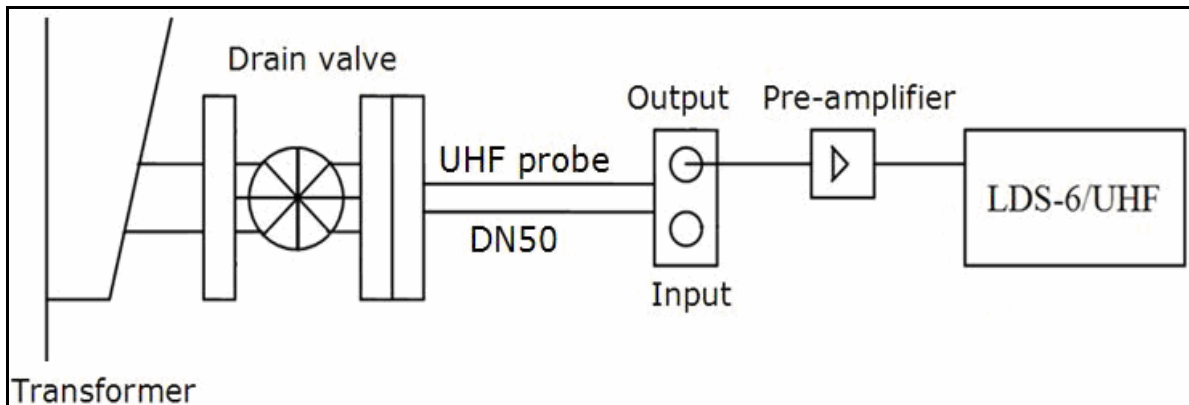 Drain valve
Output
Pre-amplifier
UHF probe
LDS-6/UHF
DN50
Input
Transformer